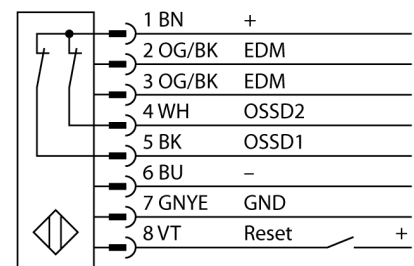 1 BN +
2 OG/BK EDM
3 OG/BK EDM
4 WH OSSD2
5 BK OSSD1
6 BU –
7 GNYE GND
8 VT Reset +